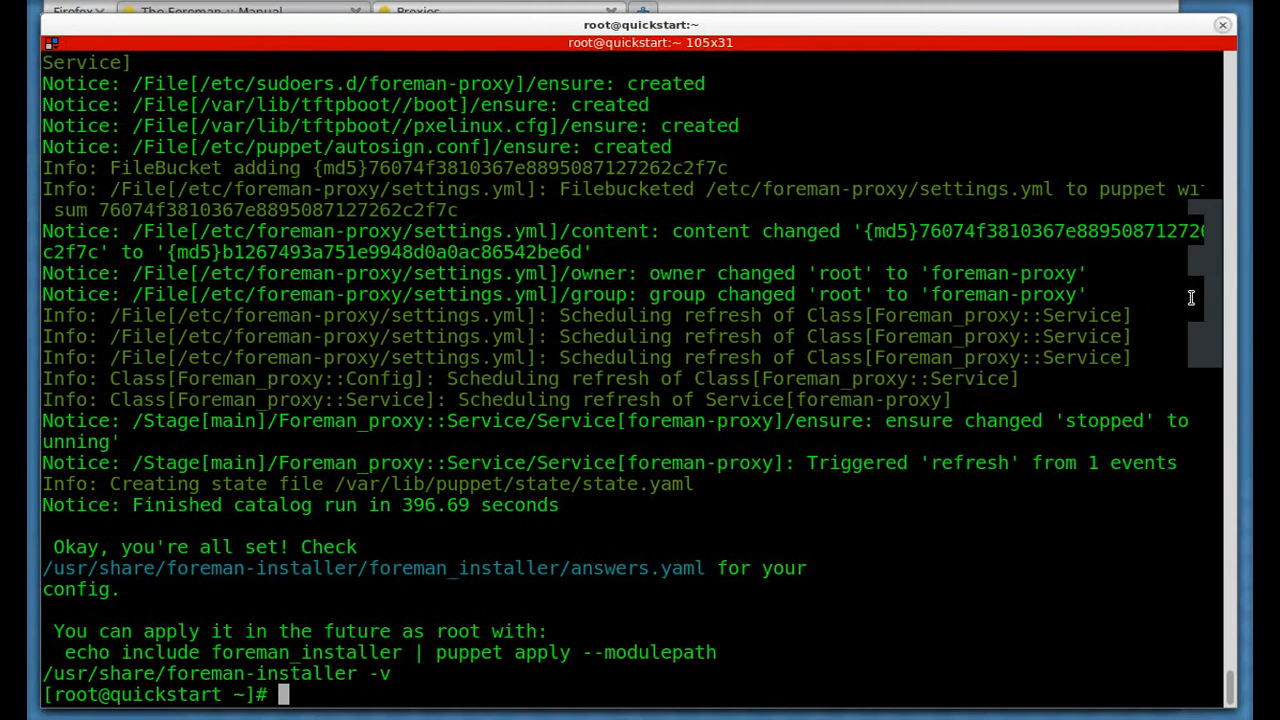 Firefox
The Foreman :: Manual
Proxies
root@quickstart:~
root@quickstart:~ 105x31
Service]
Notice: /File[/etc/sudoers.d/foreman-proxy]/ensure: created
Notice: /File[/var/lib/tftpboot//boot]/ensure: created
Notice: /File[/var/lib/tftpboot//pxelinux.cfg]/ensure: created
Notice: /File[/etc/puppet/autosign.conf]/ensure: created
Info: FileBucket adding {md5}76074f3810367e8895087127262c2f7c
Info: /File[/etc/foreman-proxy/settings.yml]: Filebucketed /etc/foreman-proxy/settings.yml to puppet wi
sum 76074f3810367e8895087127262c2f7c
Notice: /File[/etc/foreman-proxy/settings.yml]/content: content changed '{md5}76074f3810367e889508712726
c2f7c' to '{md5}b1267493a751e9948d0a0ac86542be6d'
Notice: /File[/etc/foreman-proxy/settings.yml]/owner: owner changed 'root' to 'foreman-proxy'
Notice: /File[/etc/foreman-proxy/settings.yml]/group: group changed 'root' to 'foreman-proxy'
Info: /File[/etc/foreman-proxy/settings.yml]: Scheduling refresh of Class[Foreman_proxy::Service]
Info: /File[/etc/foreman-proxy/settings.yml]: Scheduling refresh of Class[Foreman_proxy::Service]
Info: /File[/etc/foreman-proxy/settings.yml]: Scheduling refresh of Class[Foreman_proxy::Service]
Info: Class[Foreman_proxy::Config]: Scheduling refresh of Class[Foreman_proxy::Service]
Info: Class[Foreman_proxy::Service]: Scheduling refresh of Service[foreman-proxy]
Notice: /Stage[main]/Foreman_proxy::Service/Service[foreman-proxy]/ensure: ensure changed 'stopped' to
unning'
Notice: /Stage[main]/Foreman_proxy::Service/Service[foreman-proxy]: Triggered 'refresh' from 1 events
Info: Creating state file /var/lib/puppet/state/state.yaml
Notice: Finished catalog run in 396.69 seconds
Okay, you're all set! Check
/usr/share/foreman-installer/foreman_installer/answers.yaml for your
config.
You can apply it in the future as root with:
echo include foreman_installer | puppet apply --modulepath
/usr/share/foreman-installer -v
[root@quickstart ~]#